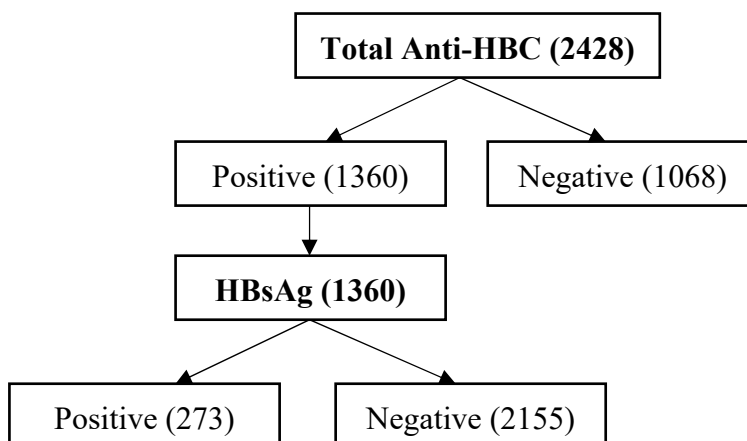 Total Anti-HBC (2428)
Positive (1360)
Negative (1068)
HBsAg (1360)
Positive (273)
Negative (2155)